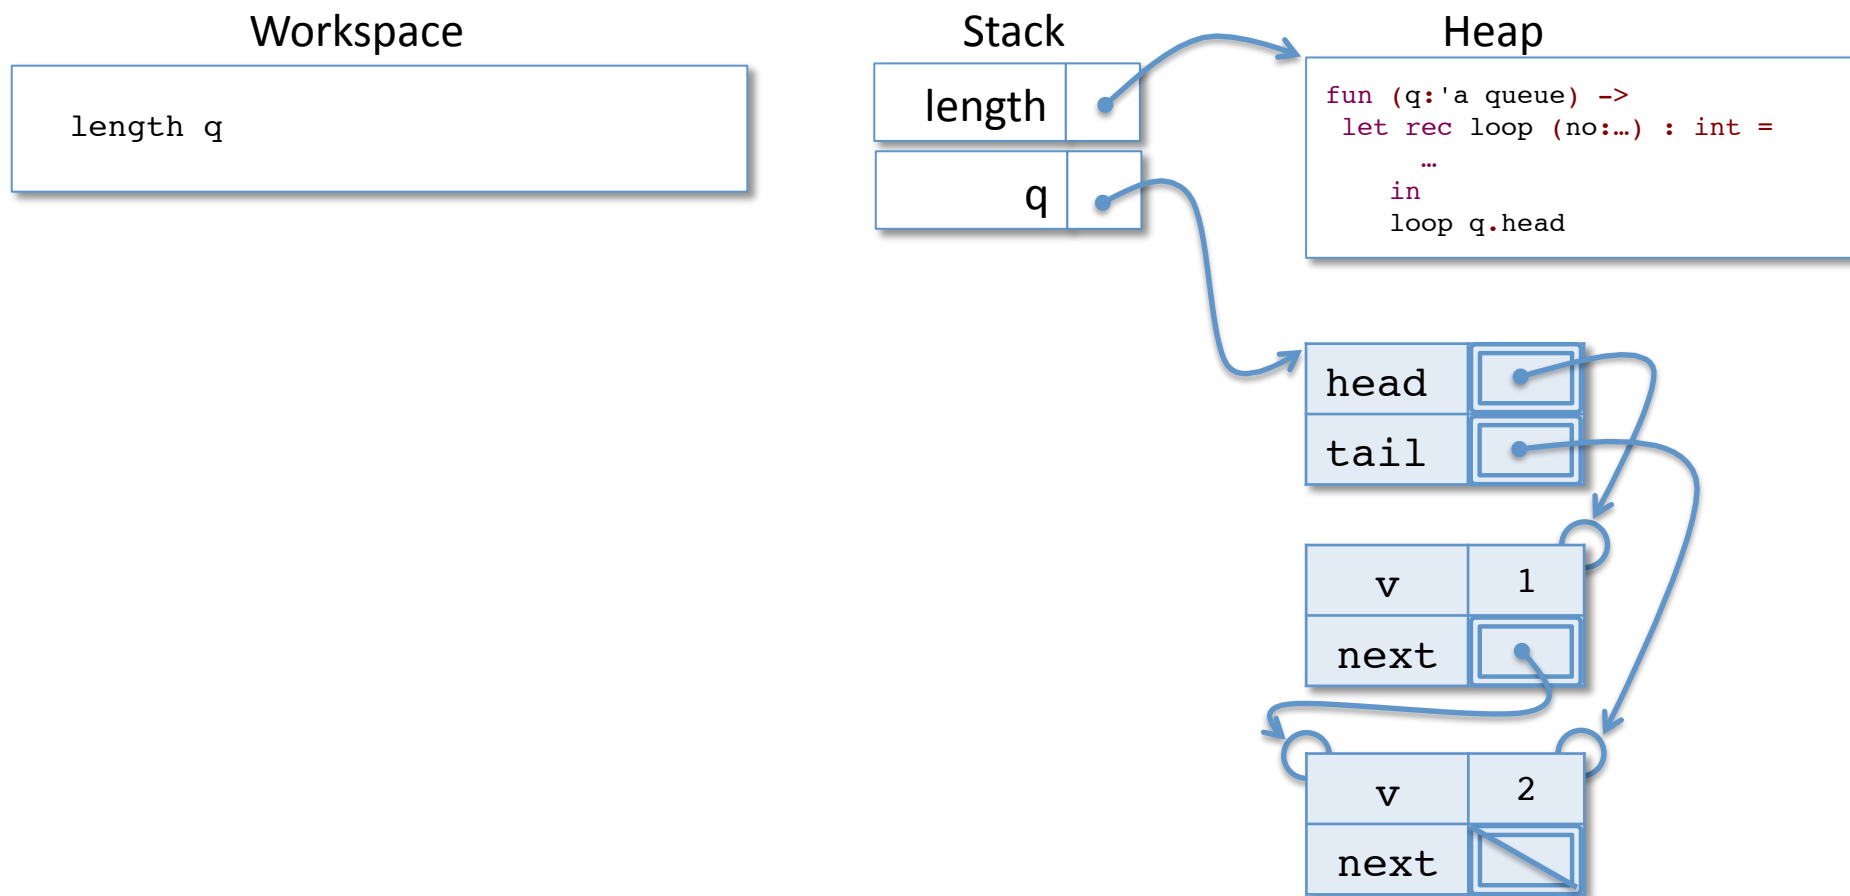 Workspace
length q
Stack
length
q
Heap
fun (q:'a queue) ->
let rec loop (no:…) : int =
…
in
loop q.head
head
tail
v 1
next
v 2
next